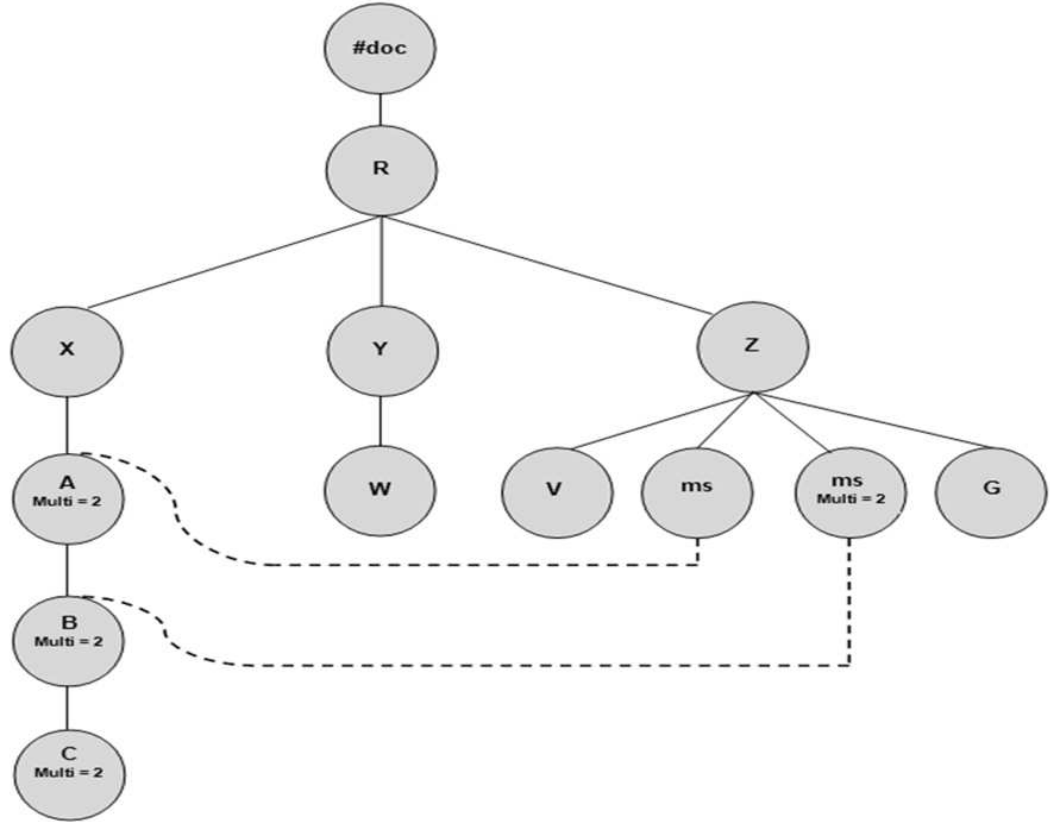 #doc
R
X
Y
Z
A
Multi = 2
W
V
ms
ms
Multi = 2
G
B
Multi = 2
C
Multi = 2